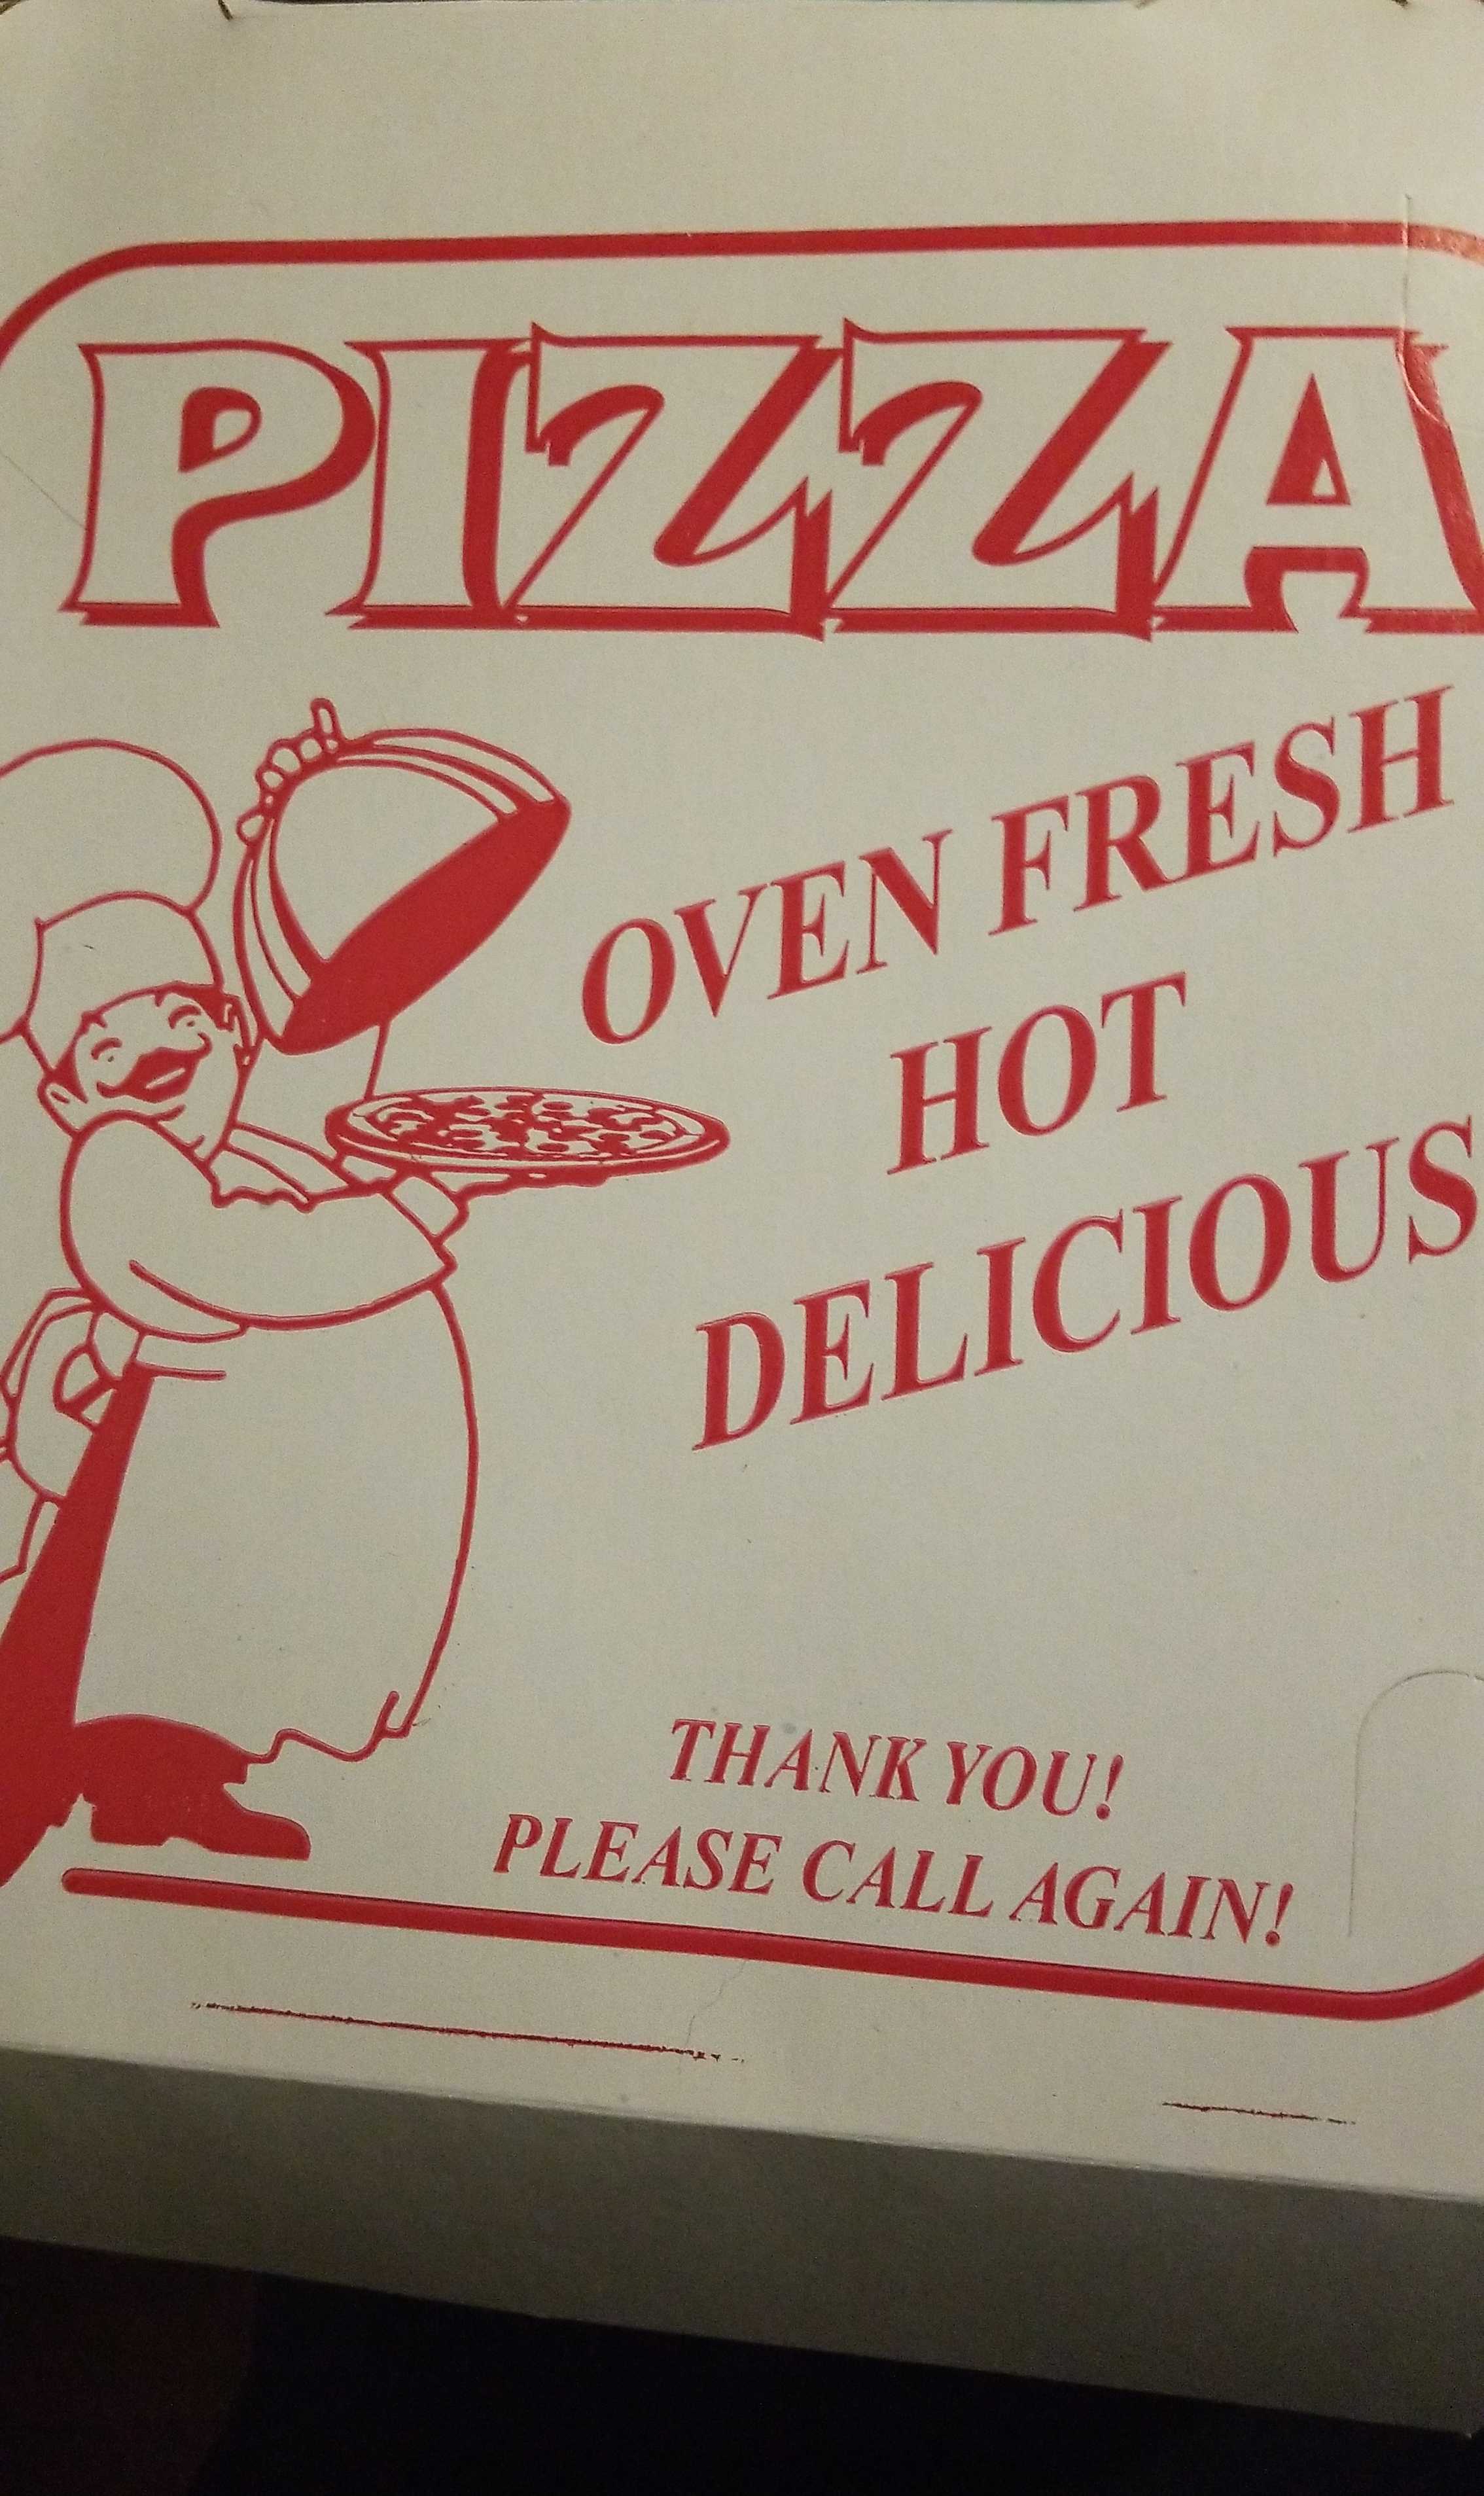 PIZZA
OVEN FRESH
HOT
DELICIOUS
THANK YOU!
PLEASE CALL AGAIN!